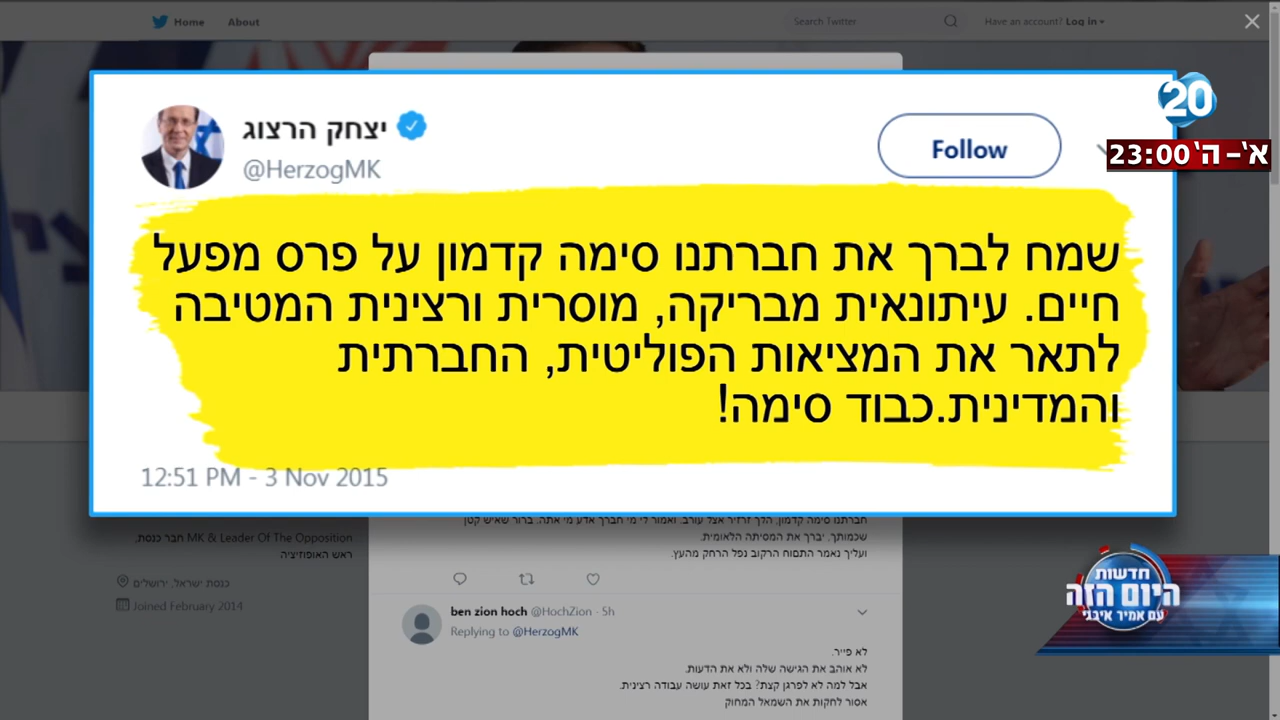 Home About Search Twitter Have an account? Log in
20
א'-ה' 23:00
יצחק הרצוג
@HerzogMK
Follow
שמח לברך את חברתנו סימה קדמון על פרס מפעל
חיים. עיתונאית מבריקה, מוסרית ורצינית המטיבה
לתאר את המציאות הפוליטית, החברתית
והמדינית.כבוד סימה!
12:51 PM - 3 Nov 2015
חברתנו סימה קדמון, הלך זרזיר אצל עורב. ואמור לי מי חברך אדע מי אתה. ברור שאיש קטן
שכמותך, יברך את המסיתה הלאומית.
ועליך נאמר התפוח הרקוב נפל הרחק מהעץ.
MK & Leader Of The Opposition חבר כנסת,
ראש האופוזיציה
כנסת ישראל, ירושלים
Joined February 2014
ben zion hoch @HochZion · 5h
Replying to @HerzogMK
לא פייר.
לא אוהב את הגישה שלה ולא את הדעות.
אבל למה לא לפרגן קצת? בכל זאת עושה עבודה רצינית.
אסור לחקות את השמאל המחוק
חדשות
היום הזה
עם אמיר איבגי